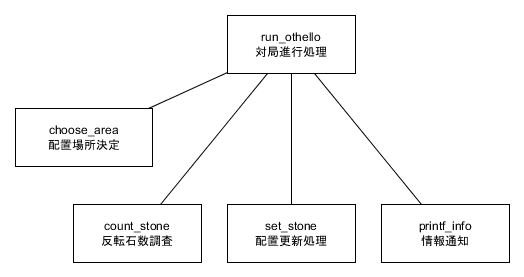 run_othello
対局進行処理
choose_area
配置場所決定
count_stone
反転石数調査
set_stone
配置更新処理
printf_info
情報通知